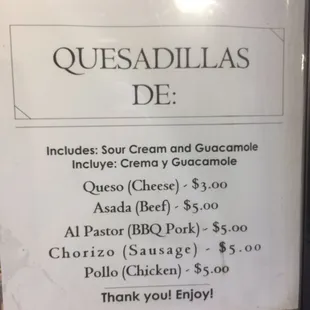 QUESADILLAS
DE:
Includes: Sour Cream and Guacamole
Incluye: Crema y Guacamole
Queso (Cheese) - $3.00
Asada (Beef) - $5.00
Al Pastor (BBQ Pork) - $5.00
Chorizo (Sausage) - $5.00
Pollo (Chicken) - $5.00
Thank you! Enjoy!